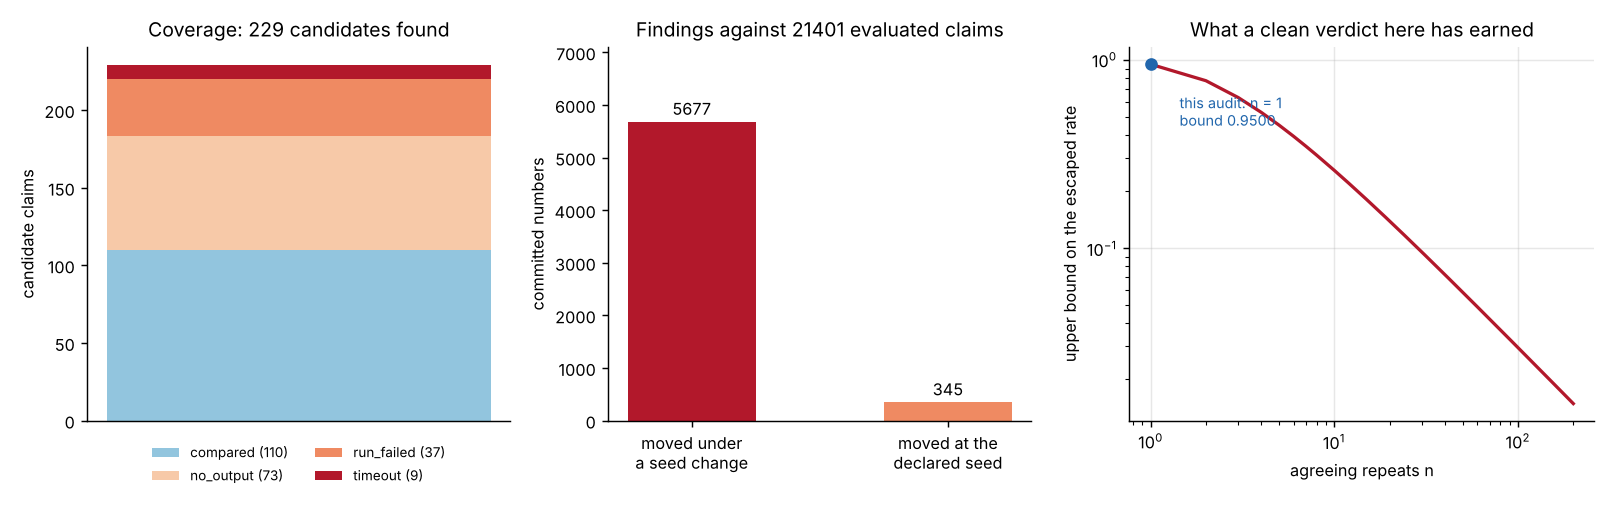 Coverage: 229 candidates found
candidate claims
200
150
100
50
0
compared (110)
no_output (73)
run_failed (37)
timeout (9)
Findings against 21401 evaluated claims
committed numbers
7000
6000
5000
4000
3000
2000
1000
0
5677
345
moved under
a seed change
moved at the
declared seed
What a clean verdict here has earned
upper bound on the escaped rate
10⁰
10⁻¹
this audit: n = 1
bound 0.9500
10⁰
10¹
10²
agreeing repeats n